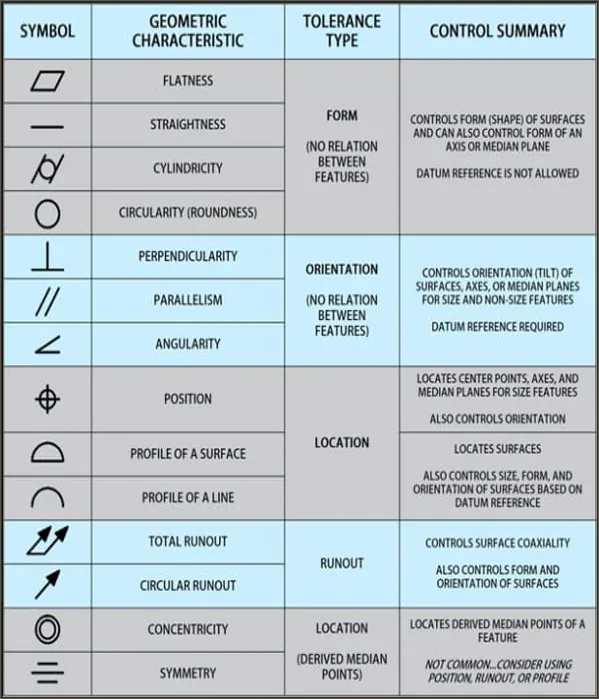 SYMBOL
GEOMETRIC
CHARACTERISTIC
TOLERANCE
TYPE
CONTROL SUMMARY
FLATNESS
STRAIGHTNESS
CYLINDRICITY
CIRCULARITY (ROUNDNESS)
FORM
(NO RELATION
BETWEEN
FEATURES)
CONTROLS FORM (SHAPE) OF SURFACES
AND CAN ALSO CONTROL FORM OF AN
AXIS OR MEDIAN PLANE
DATUM REFERENCE IS NOT ALLOWED
PERPENDICULARITY
PARALLELISM
ANGULARITY
ORIENTATION
(NO RELATION
BETWEEN
FEATURES)
CONTROLS ORIENTATION (TILT) OF
SURFACES, AXES, OR MEDIAN PLANES
FOR SIZE AND NON-SIZE FEATURES
DATUM REFERENCE REQUIRED
POSITION
PROFILE OF A SURFACE
PROFILE OF A LINE
LOCATION
LOCATES CENTER POINTS, AXES, AND
MEDIAN PLANES FOR SIZE FEATURES
ALSO CONTROLS ORIENTATION
LOCATES SURFACES
ALSO CONTROLS SIZE, FORM, AND
ORIENTATION OF SURFACES BASED ON
DATUM REFERENCE
TOTAL RUNOUT
CIRCULAR RUNOUT
RUNOUT
CONTROLS SURFACE COAXIALITY
ALSO CONTROLS FORM AND
ORIENTATION OF SURFACES
CONCENTRICITY
SYMMETRY
LOCATION
(DERIVED MEDIAN
POINTS)
LOCATES DERIVED MEDIAN POINTS OF A
FEATURE
NOT COMMON...CONSIDER USING
POSITION, RUNOUT, OR PROFILE